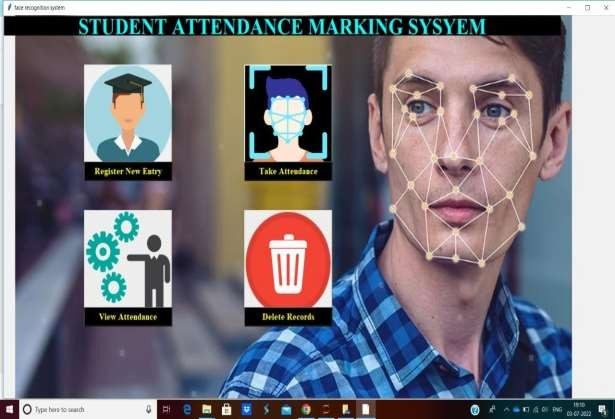 face recognition system
STUDENT ATTENDANCE MARKING SYSYEM
Register New Entry
Take Attendance
View Attendance
Delete Records
Type here to search
ENG
19:10
03-07-2022